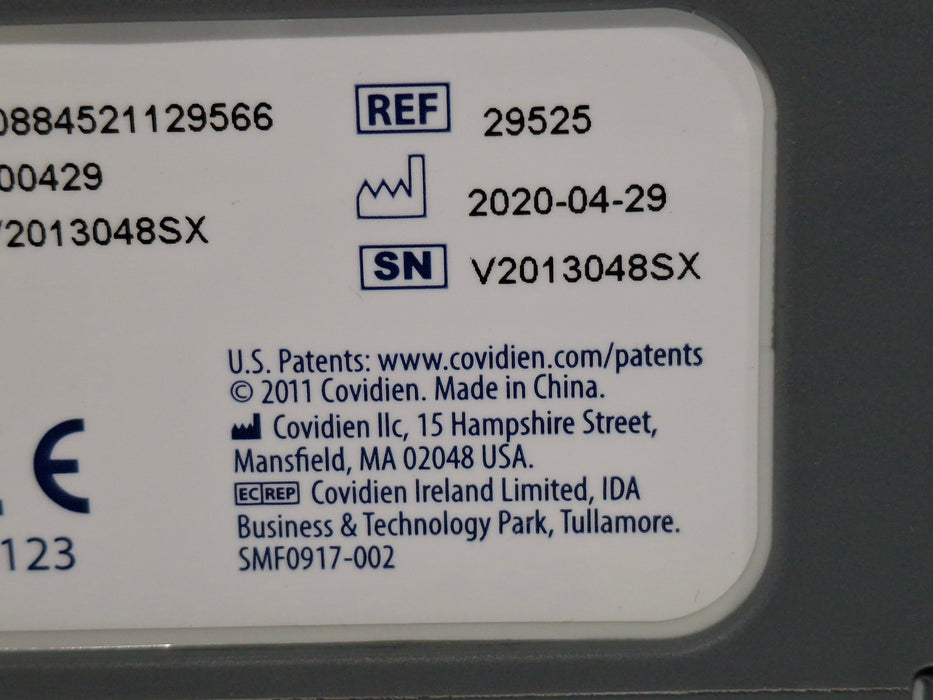 0884521129566
REF 29525
00429
2020-04-29
V2013048SX
SN V2013048SX
U.S. Patents: www.covidien.com/patents
© 2011 Covidien. Made in China.
Covidien llc, 15 Hampshire Street,
Mansfield, MA 02048 USA.
EC REP Covidien Ireland Limited, IDA
Business & Technology Park, Tullamore.
SMF0917-002
CE
123